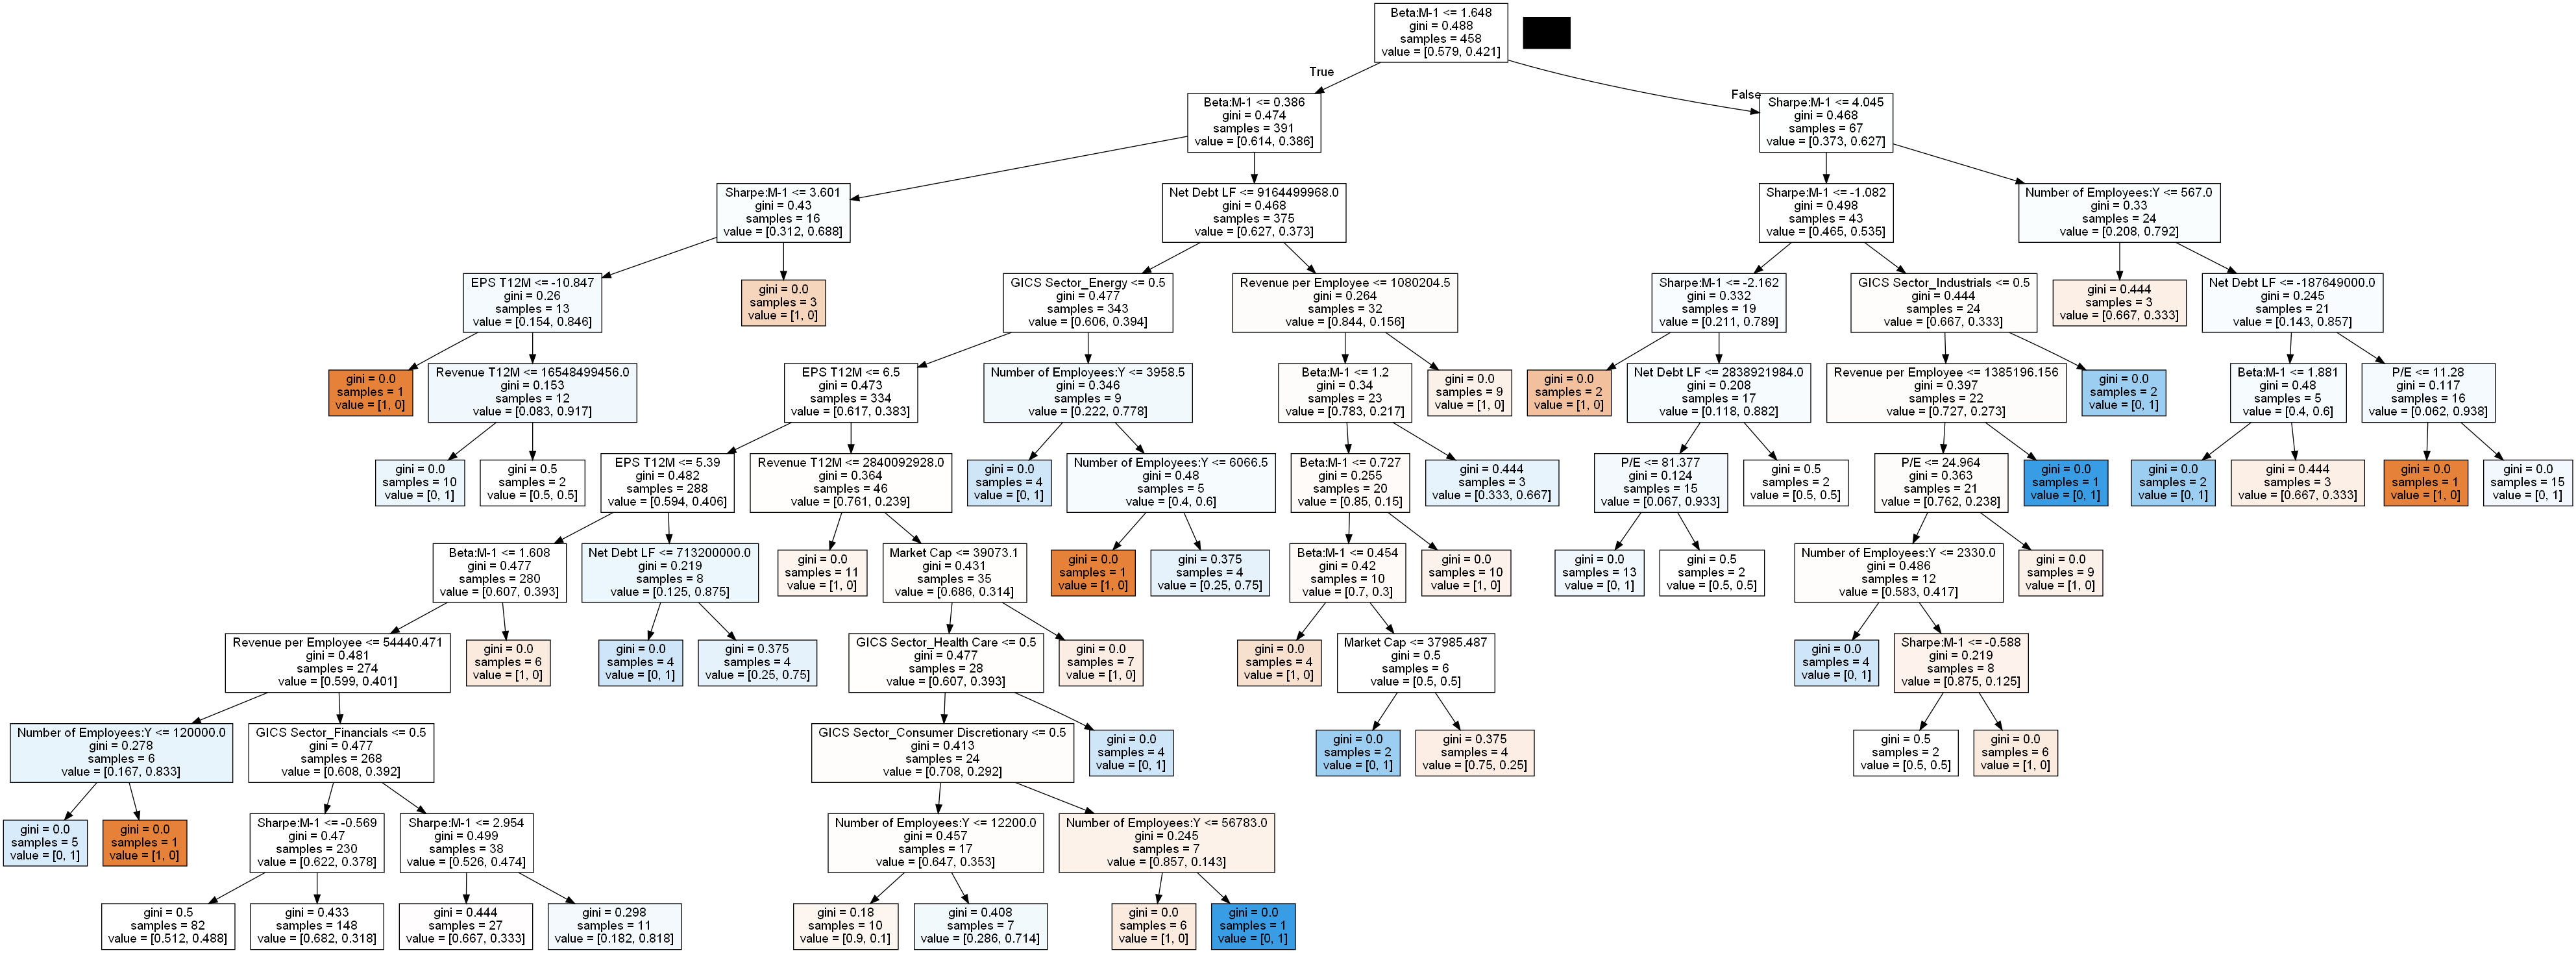 Beta:M-1 <= 1.648
gini = 0.488
samples = 458
value = [0.579, 0.421]
True
False
Beta:M-1 <= 0.386
gini = 0.474
samples = 391
value = [0.614, 0.386]
Sharpe:M-1 <= 4.045
gini = 0.468
samples = 67
value = [0.373, 0.627]
Sharpe:M-1 <= 3.601
gini = 0.43
samples = 16
value = [0.312, 0.688]
Net Debt LF <= 9164499968.0
gini = 0.468
samples = 375
value = [0.627, 0.373]
Sharpe:M-1 <= -1.082
gini = 0.498
samples = 43
value = [0.465, 0.535]
Number of Employees:Y <= 567.0
gini = 0.33
samples = 24
value = [0.208, 0.792]
EPS T12M <= -10.847
gini = 0.26
samples = 13
value = [0.154, 0.846]
gini = 0.0
samples = 3
value = [1, 0]
GICS Sector_Energy <= 0.5
gini = 0.477
samples = 343
value = [0.606, 0.394]
Revenue per Employee <= 1080204.5
gini = 0.264
samples = 32
value = [0.844, 0.156]
Sharpe:M-1 <= -2.162
gini = 0.332
samples = 19
value = [0.211, 0.789]
GICS Sector_Industrials <= 0.5
gini = 0.444
samples = 24
value = [0.667, 0.333]
gini = 0.444
samples = 3
value = [0.667, 0.333]
Net Debt LF <= -187649000.0
gini = 0.245
samples = 21
value = [0.143, 0.857]
gini = 0.0
samples = 1
value = [1, 0]
Revenue T12M <= 16548499456.0
gini = 0.153
samples = 12
value = [0.083, 0.917]
EPS T12M <= 6.5
gini = 0.473
samples = 334
value = [0.617, 0.383]
Number of Employees:Y <= 3958.5
gini = 0.346
samples = 9
value = [0.222, 0.778]
Beta:M-1 <= 1.2
gini = 0.34
samples = 23
value = [0.783, 0.217]
gini = 0.0
samples = 9
value = [1, 0]
gini = 0.0
samples = 2
value = [1, 0]
Net Debt LF <= 2838921984.0
gini = 0.208
samples = 17
value = [0.118, 0.882]
Revenue per Employee <= 1385196.156
gini = 0.397
samples = 22
value = [0.727, 0.273]
gini = 0.0
samples = 2
value = [0, 1]
Beta:M-1 <= 1.881
gini = 0.48
samples = 5
value = [0.4, 0.6]
P/E <= 11.28
gini = 0.117
samples = 16
value = [0.062, 0.938]
gini = 0.0
samples = 10
value = [0, 1]
gini = 0.5
samples = 2
value = [0.5, 0.5]
EPS T12M <= 5.39
gini = 0.482
samples = 288
value = [0.594, 0.406]
Revenue T12M <= 2840092928.0
gini = 0.364
samples = 46
value = [0.761, 0.239]
gini = 0.0
samples = 4
value = [0, 1]
Number of Employees:Y <= 6066.5
gini = 0.48
samples = 5
value = [0.4, 0.6]
Beta:M-1 <= 0.727
gini = 0.255
samples = 20
value = [0.85, 0.15]
gini = 0.444
samples = 3
value = [0.333, 0.667]
P/E <= 81.377
gini = 0.124
samples = 15
value = [0.067, 0.933]
gini = 0.5
samples = 2
value = [0.5, 0.5]
P/E <= 24.964
gini = 0.363
samples = 21
value = [0.762, 0.238]
gini = 0.0
samples = 1
value = [0, 1]
gini = 0.0
samples = 2
value = [0, 1]
gini = 0.444
samples = 3
value = [0.667, 0.333]
gini = 0.0
samples = 1
value = [1, 0]
gini = 0.0
samples = 15
value = [0, 1]
Beta:M-1 <= 1.608
gini = 0.477
samples = 280
value = [0.607, 0.393]
Net Debt LF <= 713200000.0
gini = 0.219
samples = 8
value = [0.125, 0.875]
gini = 0.0
samples = 11
value = [1, 0]
Market Cap <= 39073.1
gini = 0.431
samples = 35
value = [0.686, 0.314]
gini = 0.0
samples = 1
value = [1, 0]
gini = 0.375
samples = 4
value = [0.25, 0.75]
Beta:M-1 <= 0.454
gini = 0.42
samples = 10
value = [0.7, 0.3]
gini = 0.0
samples = 10
value = [1, 0]
gini = 0.0
samples = 13
value = [0, 1]
gini = 0.5
samples = 2
value = [0.5, 0.5]
Number of Employees:Y <= 2330.0
gini = 0.486
samples = 12
value = [0.583, 0.417]
gini = 0.0
samples = 9
value = [1, 0]
Revenue per Employee <= 54440.471
gini = 0.481
samples = 274
value = [0.599, 0.401]
gini = 0.0
samples = 6
value = [1, 0]
gini = 0.0
samples = 4
value = [0, 1]
gini = 0.375
samples = 4
value = [0.25, 0.75]
GICS Sector_Health Care <= 0.5
gini = 0.477
samples = 28
value = [0.607, 0.393]
gini = 0.0
samples = 7
value = [1, 0]
gini = 0.0
samples = 4
value = [1, 0]
Market Cap <= 37985.487
gini = 0.5
samples = 6
value = [0.5, 0.5]
gini = 0.0
samples = 4
value = [0, 1]
Sharpe:M-1 <= -0.588
gini = 0.219
samples = 8
value = [0.875, 0.125]
Number of Employees:Y <= 120000.0
gini = 0.278
samples = 6
value = [0.167, 0.833]
GICS Sector_Financials <= 0.5
gini = 0.477
samples = 268
value = [0.608, 0.392]
GICS Sector_Consumer Discretionary <= 0.5
gini = 0.413
samples = 24
value = [0.708, 0.292]
gini = 0.0
samples = 4
value = [0, 1]
gini = 0.0
samples = 2
value = [0, 1]
gini = 0.375
samples = 4
value = [0.75, 0.25]
gini = 0.5
samples = 2
value = [0.5, 0.5]
gini = 0.0
samples = 6
value = [1, 0]
gini = 0.0
samples = 5
value = [0, 1]
gini = 0.0
samples = 1
value = [1, 0]
Sharpe:M-1 <= -0.569
gini = 0.47
samples = 230
value = [0.622, 0.378]
Sharpe:M-1 <= 2.954
gini = 0.499
samples = 38
value = [0.526, 0.474]
Number of Employees:Y <= 12200.0
gini = 0.457
samples = 17
value = [0.647, 0.353]
Number of Employees:Y <= 56783.0
gini = 0.245
samples = 7
value = [0.857, 0.143]
gini = 0.5
samples = 82
value = [0.512, 0.488]
gini = 0.433
samples = 148
value = [0.682, 0.318]
gini = 0.444
samples = 27
value = [0.667, 0.333]
gini = 0.298
samples = 11
value = [0.182, 0.818]
gini = 0.18
samples = 10
value = [0.9, 0.1]
gini = 0.408
samples = 7
value = [0.286, 0.714]
gini = 0.0
samples = 6
value = [1, 0]
gini = 0.0
samples = 1
value = [0, 1]